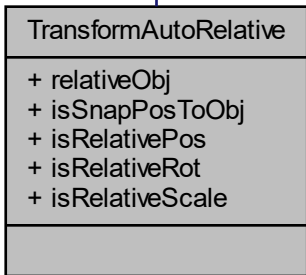 TransformAutoRelative
+ relativeObj
+ isSnapPosToObj
+ isRelativePos
+ isRelativeRot
+ isRelativeScale